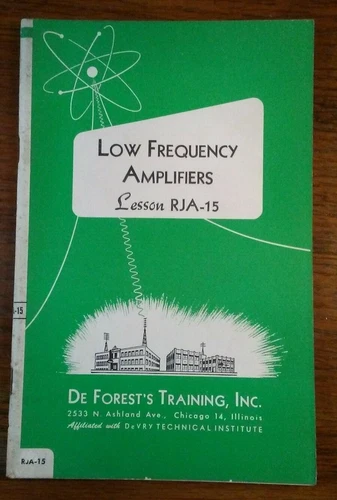 LOW FREQUENCY
AMPLIFIERS
Lesson RJA-15
-15
DE FOREST'S TRAINING, INC.
2533 N. Ashland Ave., Chicago 14, Illinois
Affiliated with DEVRY TECHNICAL INSTITUTE
RJA-15